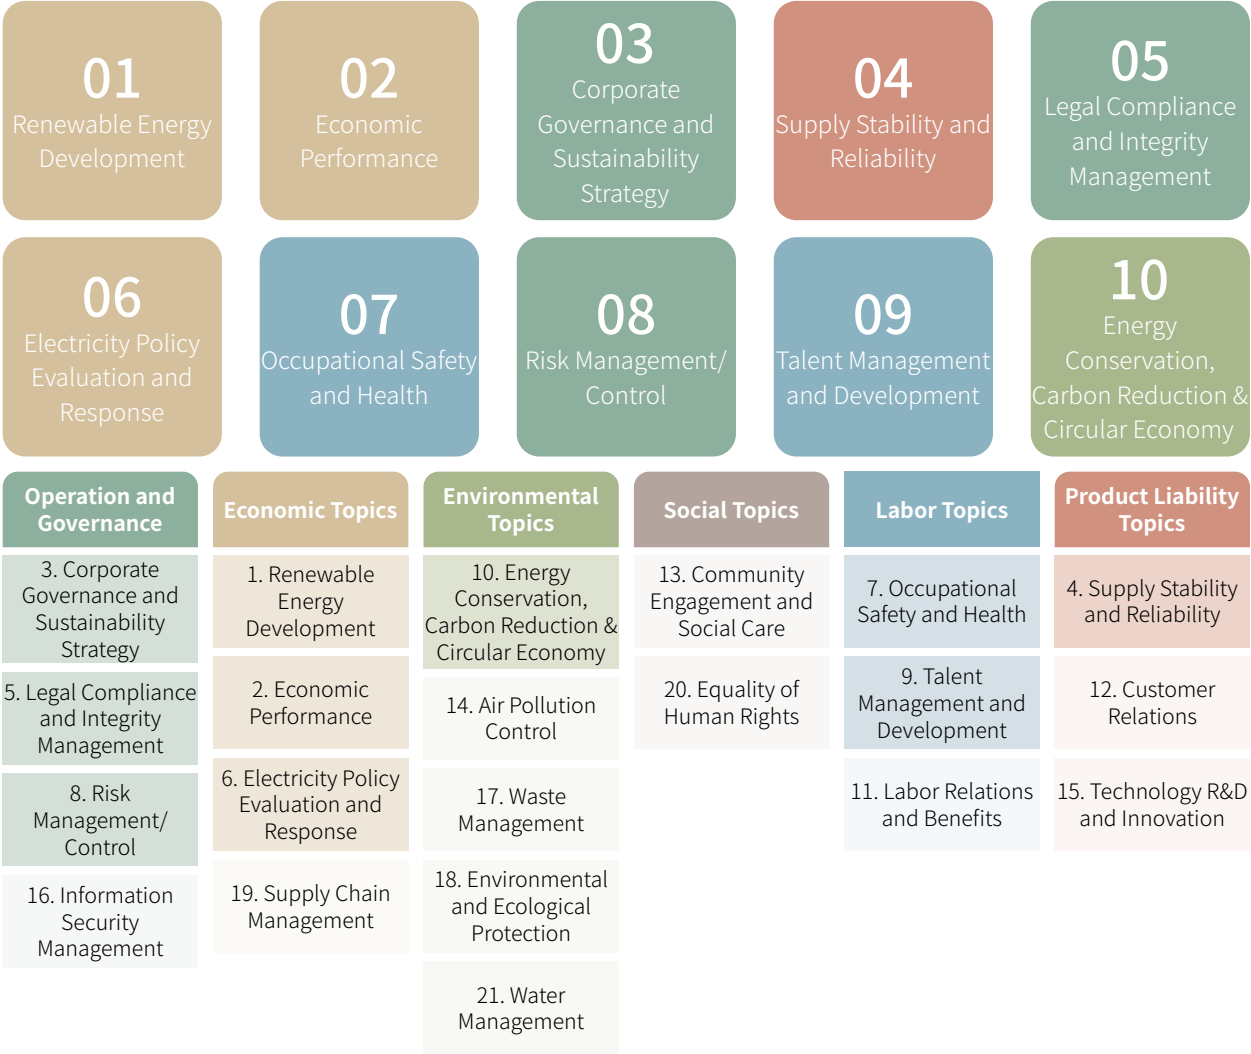 01
Renewable Energy
Development
02
Economic
Performance
03
Corporate
Governance and
Sustainability
Strategy
04
Supply Stability and
Reliability
05
Legal Compliance
and Integrity
Management
06
Electricity Policy
Evaluation and
Response
07
Occupational Safety
and Health
08
Risk Management/
Control
09
Talent Management
and Development
10
Energy
Conservation,
Carbon Reduction &
Circular Economy
Operation and
Governance
3. Corporate
Governance and
Sustainability
Strategy
5. Legal Compliance
and Integrity
Management
8. Risk
Management/
Control
16. Information
Security
Management
Economic Topics
1. Renewable
Energy
Development
2. Economic
Performance
6. Electricity Policy
Evaluation and
Response
19. Supply Chain
Management
Environmental
Topics
10. Energy
Conservation,
Carbon Reduction &
Circular Economy
14. Air Pollution
Control
17. Waste
Management
18. Environmental
and Ecological
Protection
21. Water
Management
Social Topics
13. Community
Engagement and
Social Care
20. Equality of
Human Rights
Labor Topics
7. Occupational
Safety and Health
9. Talent
Management and
Development
11. Labor Relations
and Benefits
Product Liability
Topics
4. Supply Stability
and Reliability
12. Customer
Relations
15. Technology R&D
and Innovation